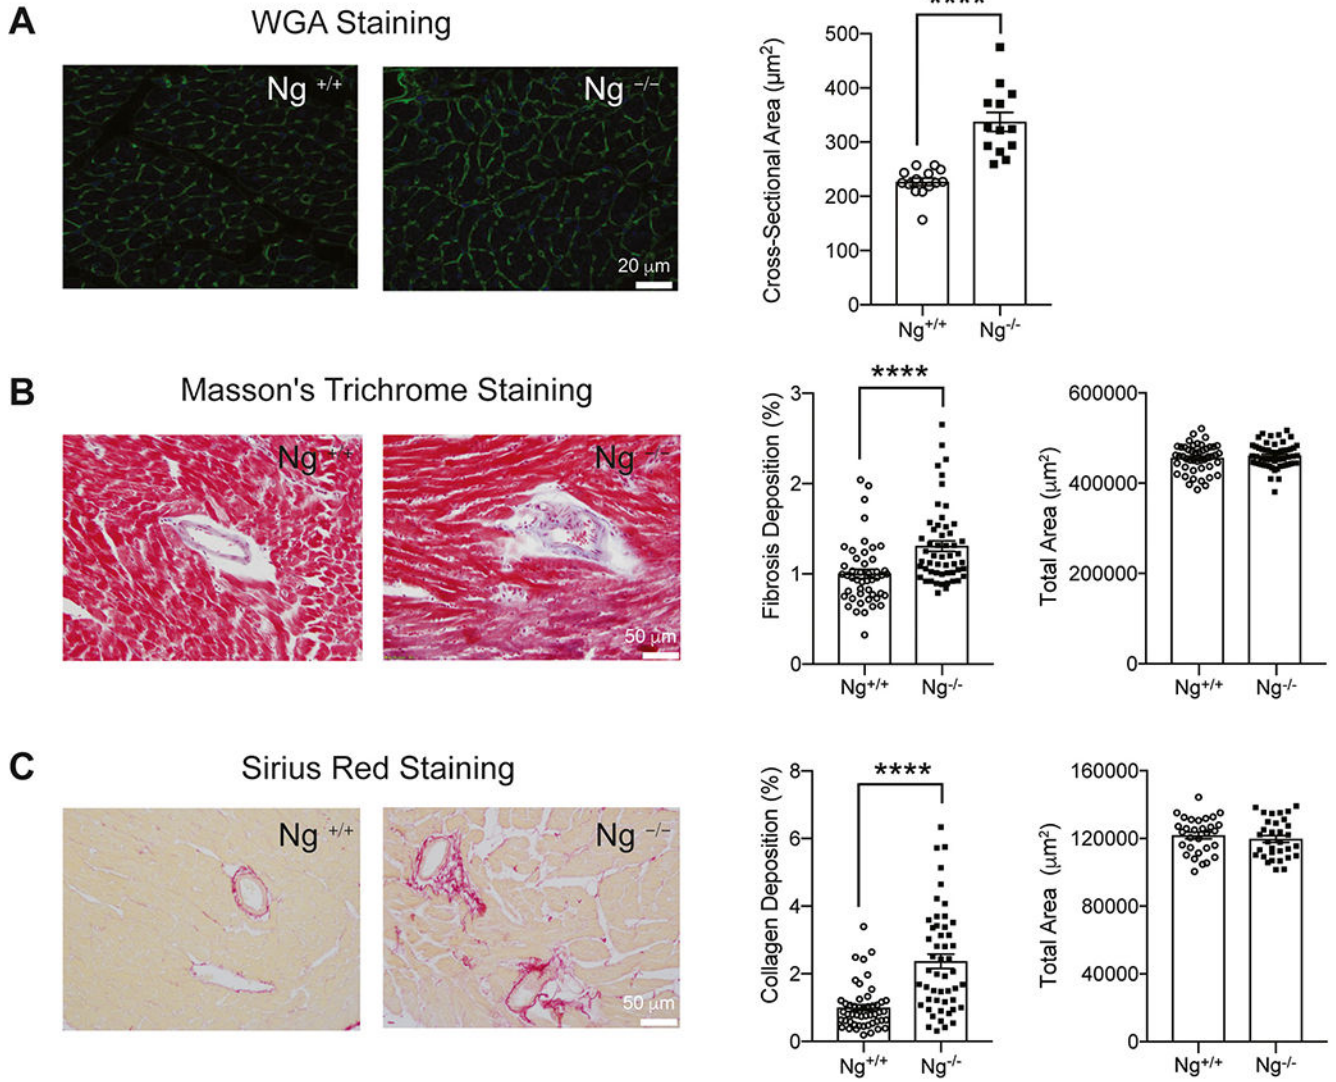 A
WGA Staining
Ng +/+
Ng −/−
20 μm
****
Cross-Sectional Area (μm²)
500
400
300
200
100
0
Ng+/+
Ng-/-
B
Masson's Trichrome Staining
Ng +/+
Ng −/−
50 μm
****
Fibrosis Deposition (%)
3
2
1
0
Ng+/+
Ng-/-
Total Area (μm²)
600000
400000
200000
0
Ng+/+
Ng-/-
C
Sirius Red Staining
Ng +/+
Ng −/−
50 μm
****
Collagen Deposition (%)
8
6
4
2
0
Ng+/+
Ng-/-
Total Area (μm²)
160000
120000
80000
40000
0
Ng+/+
Ng-/-